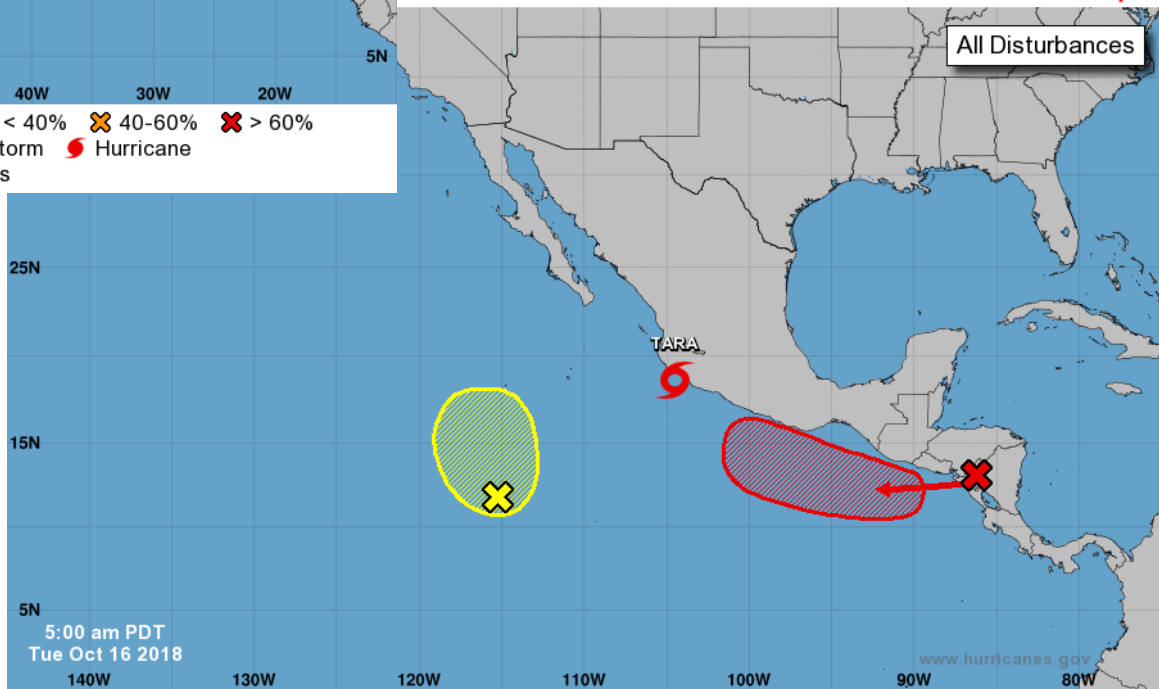 All Disturbances
5N
40W 30W 20W
< 40% 40-60% > 60%
torm Hurricane
s
25N
TARA
15N
5N
5:00 am PDT
Tue Oct 16 2018
www.hurricanes.gov
140W 130W 120W 110W 100W 90W 80W